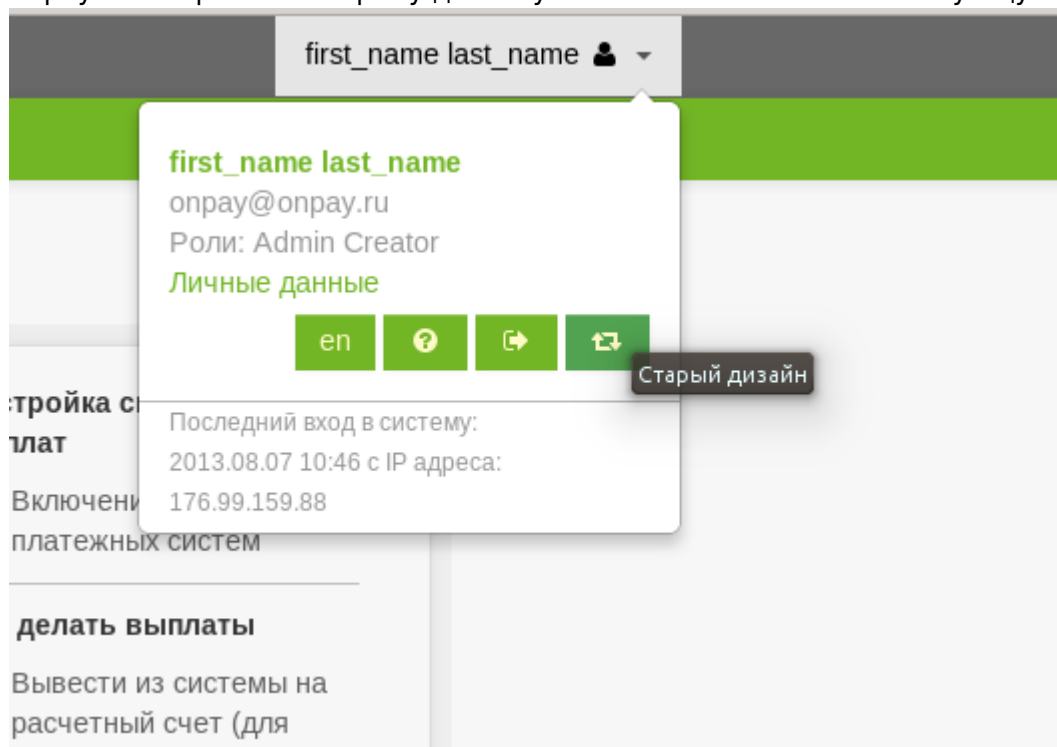 first_name last_name
first_name last_name
onpay@onpay.ru
Роли: Admin Creator
Личные данные
en
Старый дизайн
Последний вход в систему:
2013.08.07 10:46 с IP адреса:
176.99.159.88
тройка с
плат
Включени
платежных систем
делать выплаты
Вывести из системы на
расчетный счет (для